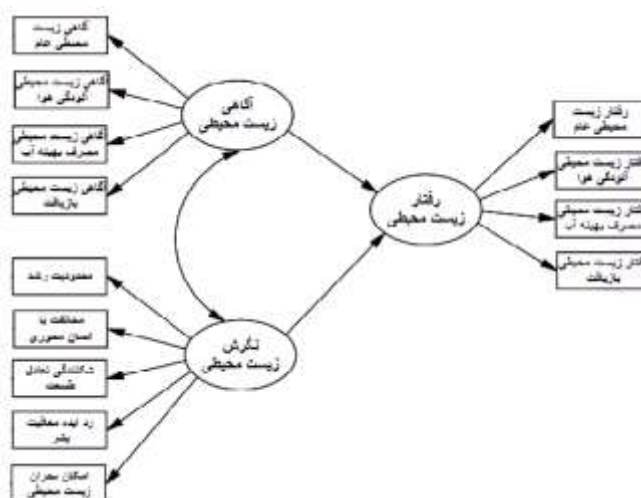 آگاهی زیست
محیطی عام
آگاهی زیست محیطی
آلودگی هوا
آگاهی زیست محیطی
مصرف بهینه آب
آگاهی زیست محیطی
بازیافت
آگاهی
زیست محیطی
رفتار زیست
محیطی عام
رفتار زیست محیطی
آلودگی هوا
رفتار زیست محیطی
مصرف بهینه آب
رفتار زیست محیطی
بازیافت
رفتار
زیست محیطی
محدودیت رشد
مخالفت با
انسان محوری
شکنندگی تعادل
طبیعت
رد ایده معافیت
بشر
امکان بحران
زیست محیطی
نگرش
زیست محیطی